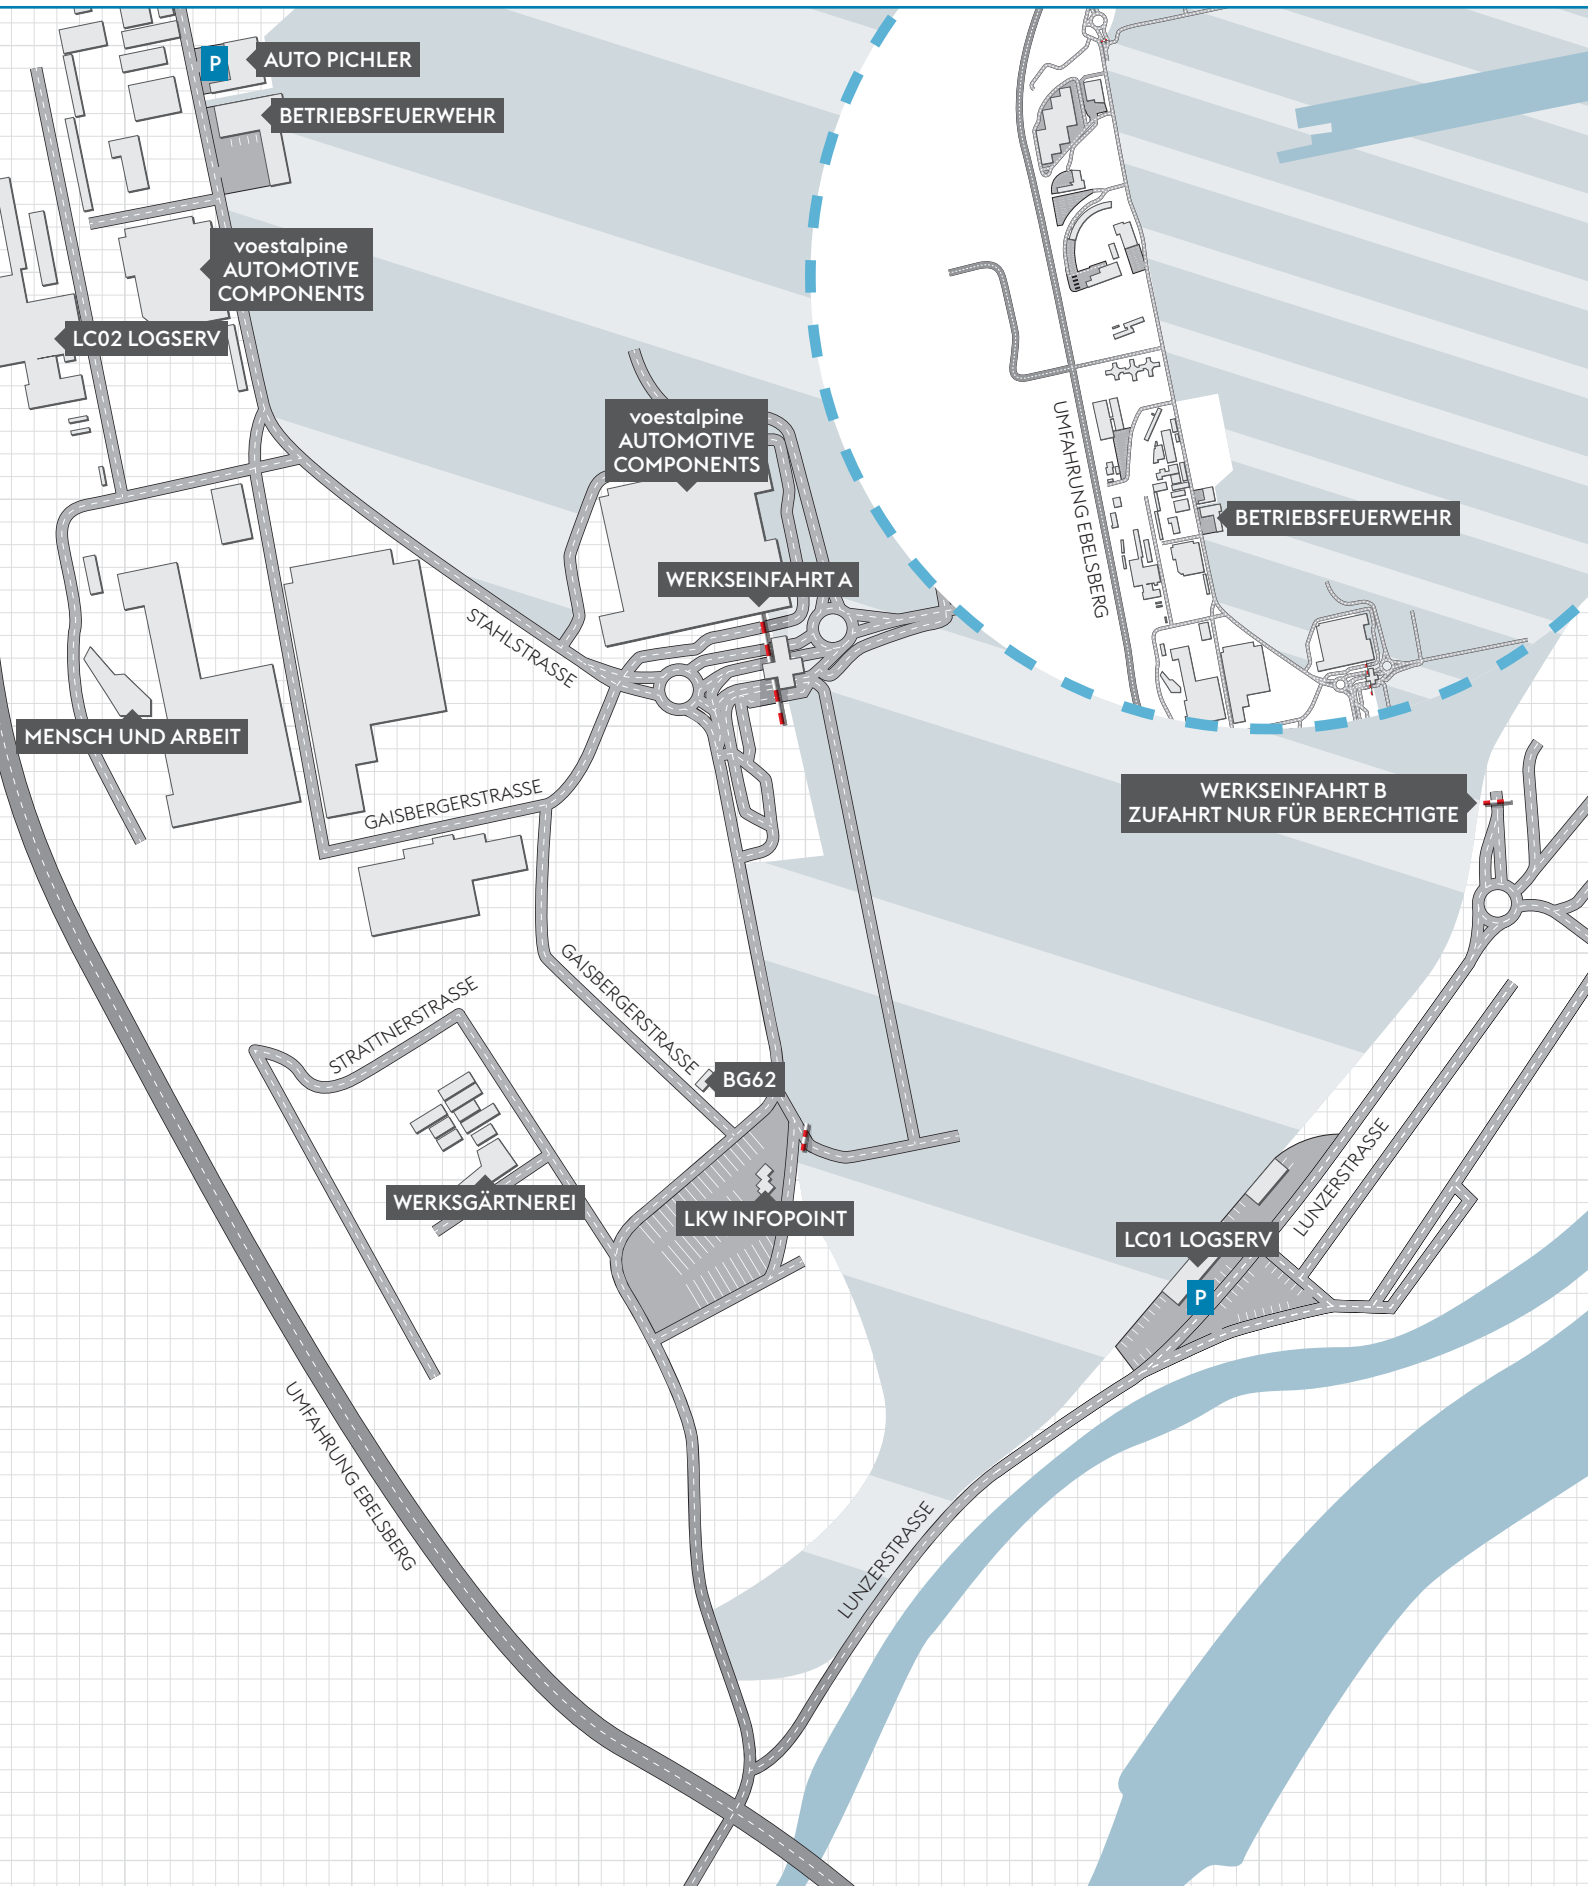 P
AUTO PICHLER
BETRIEBSFEUERWEHR
voestalpine
AUTOMOTIVE
COMPONENTS
LC02 LOGSERV
voestalpine
AUTOMOTIVE
COMPONENTS
UMFAHRUNG EBELSBERG
BETRIEBSFEUERWEHR
WERKSEINFAHRT A
STAHLSTRASSE
MENSCH UND ARBEIT
GAISBERGERSTRASSE
WERKSEINFAHRT B
ZUFAHRT NUR FÜR BERECHTIGTE
GAISBERGERSTRASSE
STRATTNERSTRASSE
BG62
WERKSGÄRTNEREI
LKW INFOPOINT
LUNZERSTRASSE
LC01 LOGSERV
P
UMFAHRUNG EBELSBERG
LUNZERSTRASSE